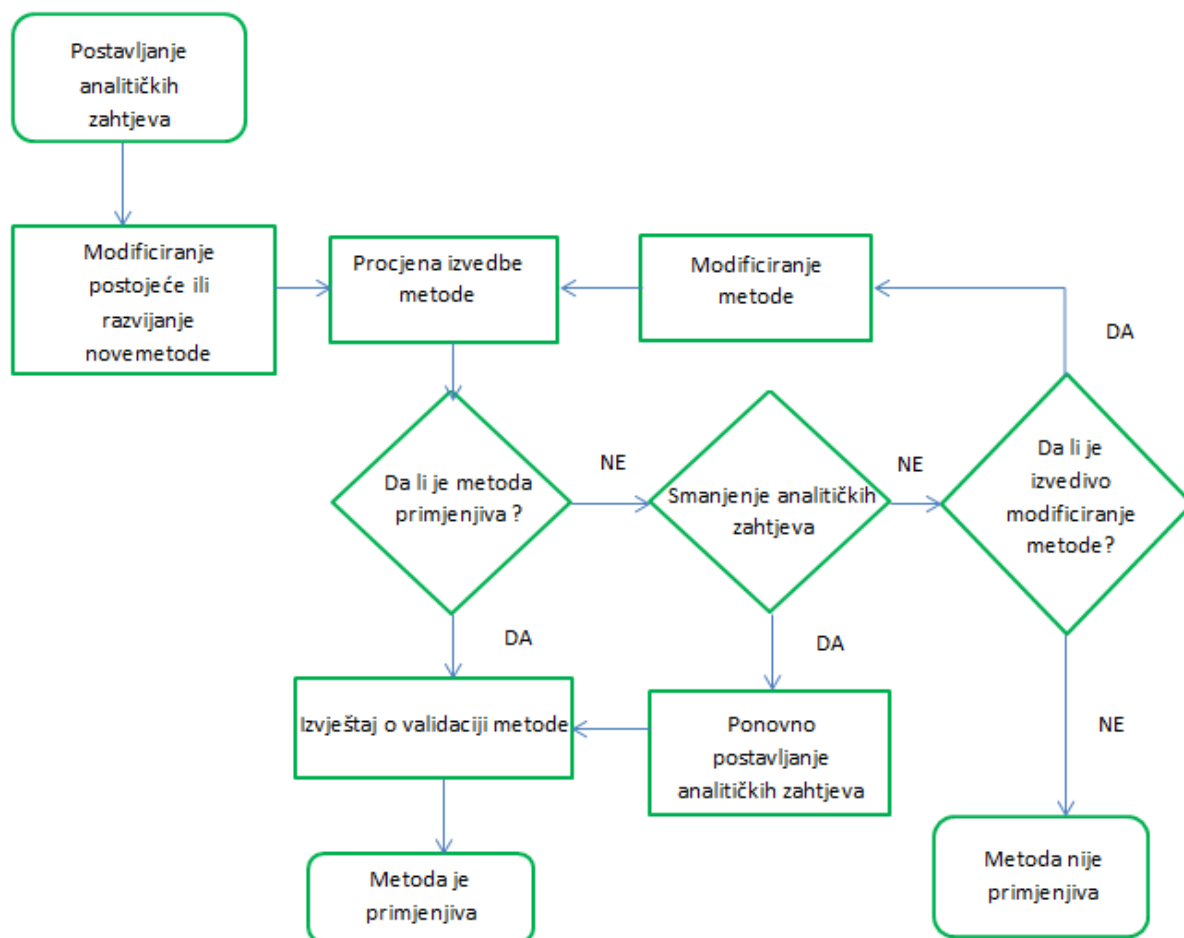 Postavljanje
analitičkih
zahtjeva
Modificiranje
postojeće ili
razvijanje
novemetode
Procjena izvedbe
metode
Modificiranje
metode
DA
Da li je metoda
primjenjiva ?
NE
Smanjenje analitičkih
zahtjeva
NE
Da li je
izvedivo
modificiranje
metode?
DA
DA
Izvještaj o validaciji metode
Ponovno
postavljanje
analitičkih zahtjeva
NE
Metoda je
primjenjiva
Metoda nije
primjenjiva